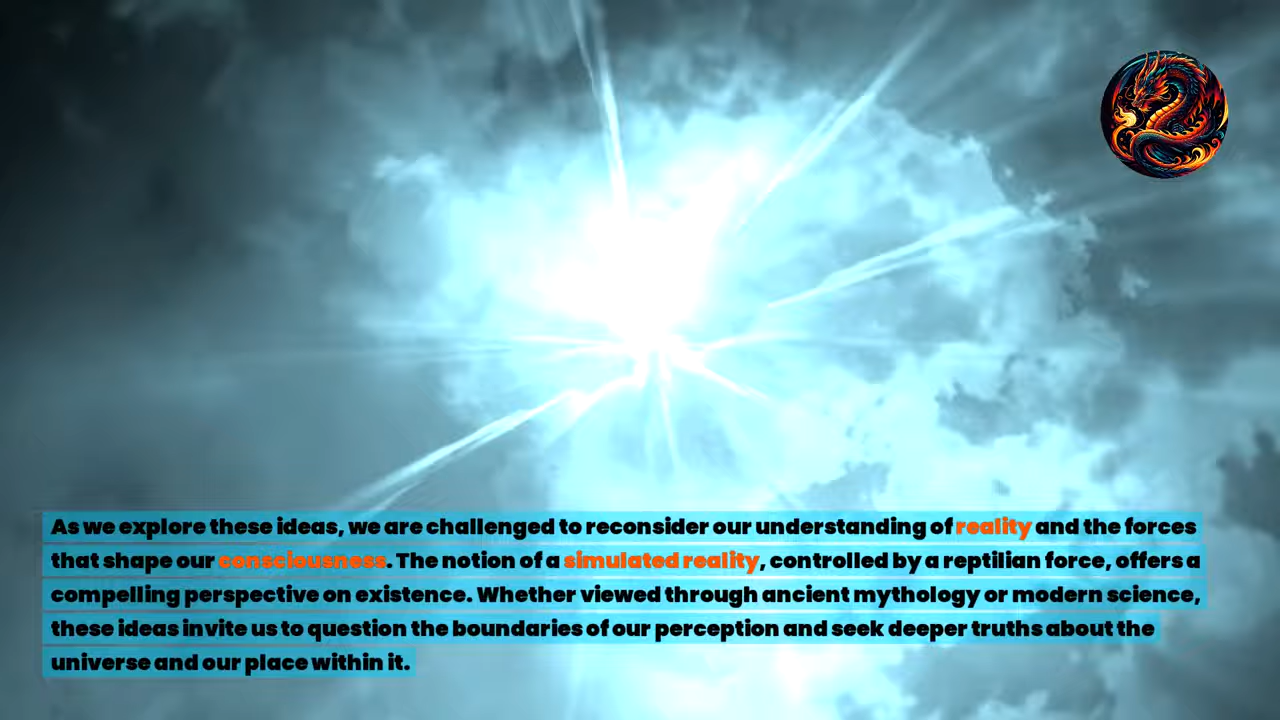 As we explore these ideas, we are challenged to reconsider our understanding of reality and the forces
that shape our consciousness. The notion of a simulated reality, controlled by a reptilian force, offers a
compelling perspective on existence. Whether viewed through ancient mythology or modern science,
these ideas invite us to question the boundaries of our perception and seek deeper truths about the
universe and our place within it.